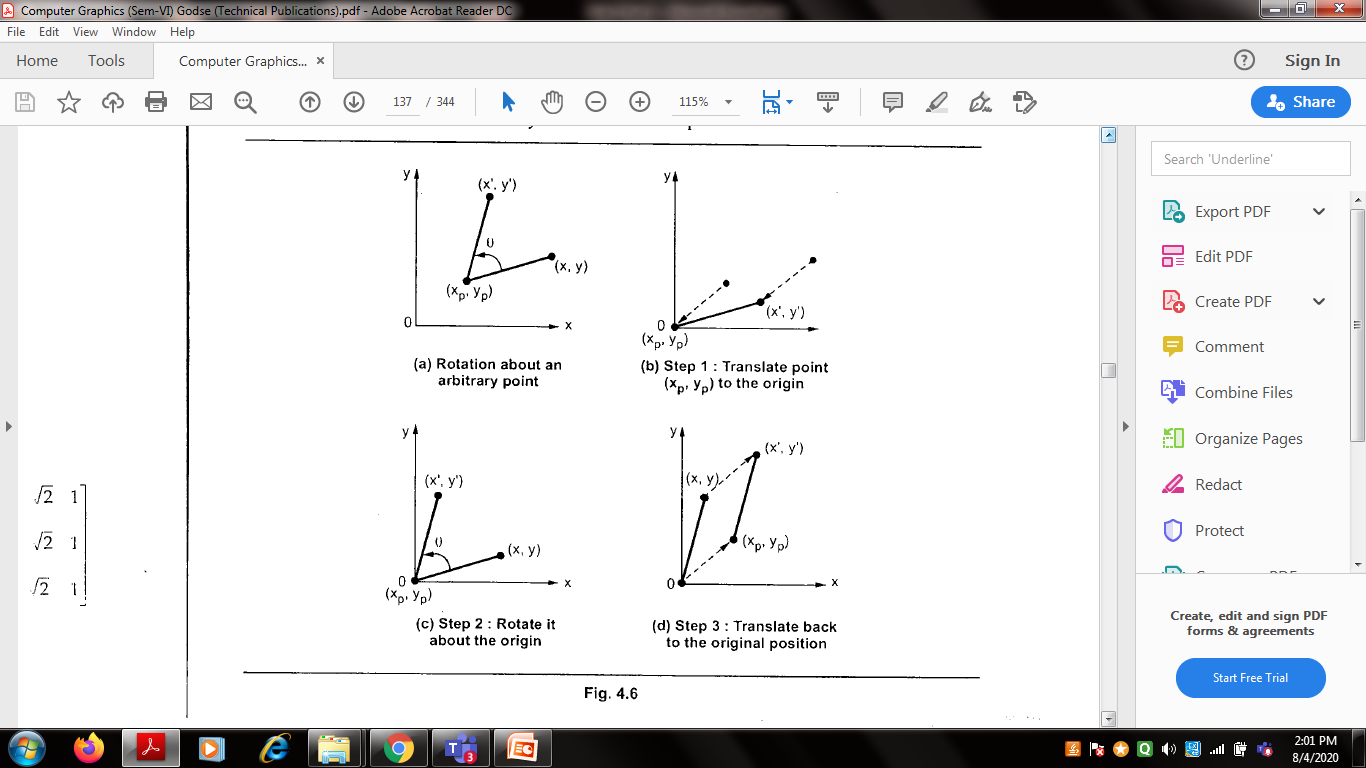 Computer Graphics (Sem-VI) Godse (Technical Publications).pdf - Adobe Acrobat Reader DC
File Edit View Window Help
Home Tools Computer Graphics... × Sign In
137 / 344 115% Share
y
(x', y')
θ
(x, y)
(xp, yp)
0
x
(a) Rotation about an
arbitrary point
y
(x', y')
0
(xp, yp)
(b) Step 1 : Translate point
(xp, yp) to the origin
y
(x', y')
θ
(x, y)
0
x
(xp, yp)
(c) Step 2 : Rotate it
about the origin
y
(x', y')
(x, y)
(xp, yp)
0
x
(d) Step 3 : Translate back
to the original position
Fig. 4.6
√2 1
√2 1
√2 1
Search 'Underline'
Export PDF
Edit PDF
Create PDF
Comment
Combine Files
Organize Pages
Redact
Protect
Create, edit and sign PDF
forms & agreements
Start Free Trial
3
2:01 PM
8/4/2020